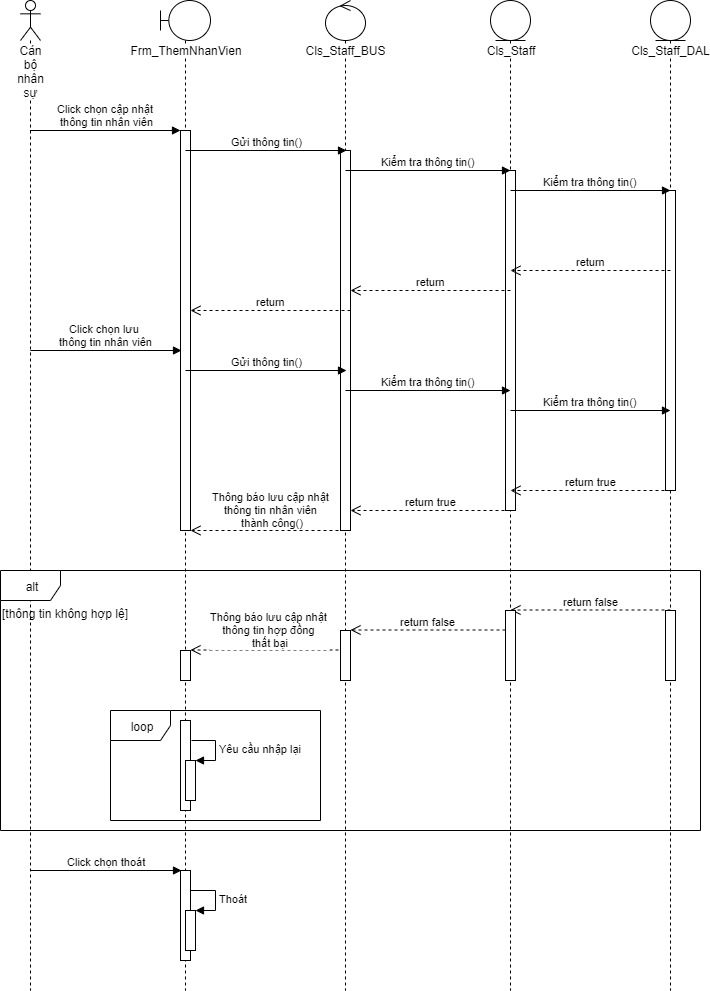 Cán
bộ
nhân
sự
Frm_ThemNhanVien
Cls_Staff_BUS
Cls_Staff
Cls_Staff_DAL
Click chọn cập nhật
thông tin nhân viên
Gửi thông tin()
Kiểm tra thông tin()
Kiểm tra thông tin()
return
return
return
Click chọn lưu
thông tin nhân viên
Gửi thông tin()
Kiểm tra thông tin()
Kiểm tra thông tin()
return true
return true
Thông báo lưu cập nhật
thông tin nhân viên
thành công()
alt
[thông tin không hợp lệ]
return false
return false
Thông báo lưu cập nhật
thông tin hợp đồng
thất bại
loop
Yêu cầu nhập lại
Click chọn thoát
Thoát